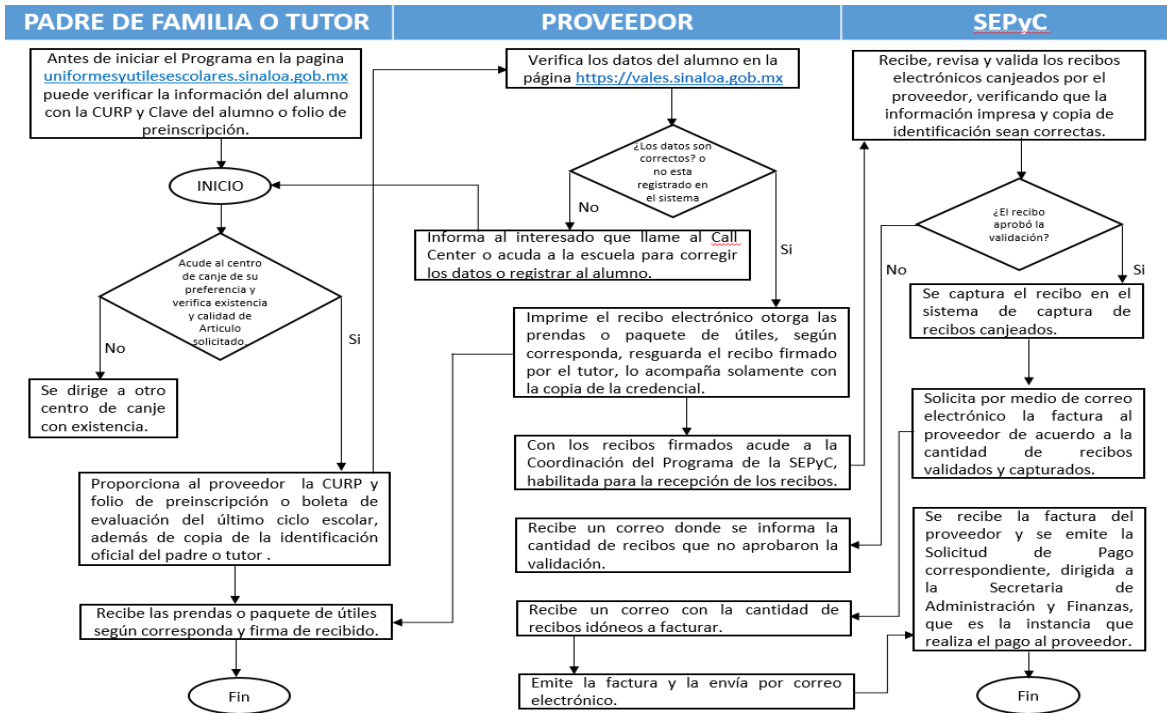 PADRE DE FAMILIA O TUTOR
PROVEEDOR
SEPyC
Antes de iniciar el Programa en la pagina
uniformesyutilesescolares.sinaloa.gob.mx
puede verificar la información del alumno
con la CURP y Clave del alumno o folio de
preinscripción.
INICIO
Acude al centro
de canje de su
preferencia y
verifica existencia
y calidad de
Articulo
solicitado.
No
Si
Se dirige a otro
centro de canje
con existencia.
Proporciona al proveedor la CURP y
folio de preinscripción o boleta de
evaluación del último ciclo escolar,
además de copia de la identificación
oficial del padre o tutor .
Recibe las prendas o paquete de útiles
según corresponda y firma de recibido.
Fin
Verifica los datos del alumno en la
página https://vales.sinaloa.gob.mx
¿Los datos son
correctos? o
no esta
registrado en
el sistema
No
Si
Informa al interesado que llame al Call
Center o acuda a la escuela para corregir
los datos o registrar al alumno.
Imprime el recibo electrónico otorga las
prendas o paquete de útiles, según
corresponda, resguarda el recibo firmado
por el tutor, lo acompaña solamente con
la copia de la credencial.
Con los recibos firmados acude a la
Coordinación del Programa de la SEPyC,
habilitada para la recepción de los recibos.
Recibe un correo donde se informa la
cantidad de recibos que no aprobaron la
validación.
Recibe un correo con la cantidad de
recibos idóneos a facturar.
Emite la factura y la envía por correo
electrónico.
Recibe, revisa y valida los recibos
electrónicos canjeados por el
proveedor, verificando que la
información impresa y copia de
identificación sean correctas.
¿El recibo
aprobó la
validación?
No
Si
Se captura el recibo en el
sistema de captura de
recibos canjeados.
Solicita por medio de correo
electrónico la factura al
proveedor de acuerdo a la
cantidad de recibos
validados y capturados.
Se recibe la factura del
proveedor y se emite la
Solicitud de Pago
correspondiente, dirigida a
la Secretaria de
Administración y Finanzas,
que es la instancia que
realiza el pago al proveedor.
Fin